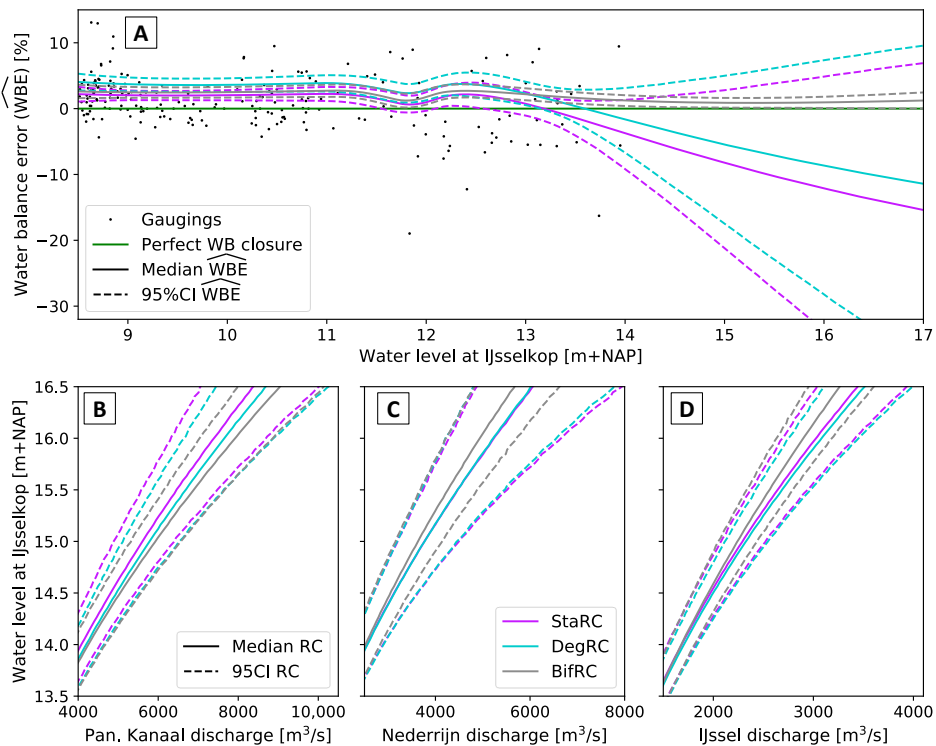 A
Water balance error (WBE) [%]
10
0
−10
−20
−30
Gaugings
Perfect WB closure
Median WBE
95%CI WBE
9 10 11 12 13 14 15 16 17
Water level at IJsselkop [m+NAP]
B
C
D
Water level at IJsselkop [m+NAP]
16.5
16.0
15.5
15.0
14.5
14.0
13.5
Median RC
95CI RC
StaRC
DegRC
BifRC
4000 6000 8000 10,000
4000 6000 8000
2000 3000 4000
Pan. Kanaal discharge [m³/s]
Nederrijn discharge [m³/s]
IJssel discharge [m³/s]